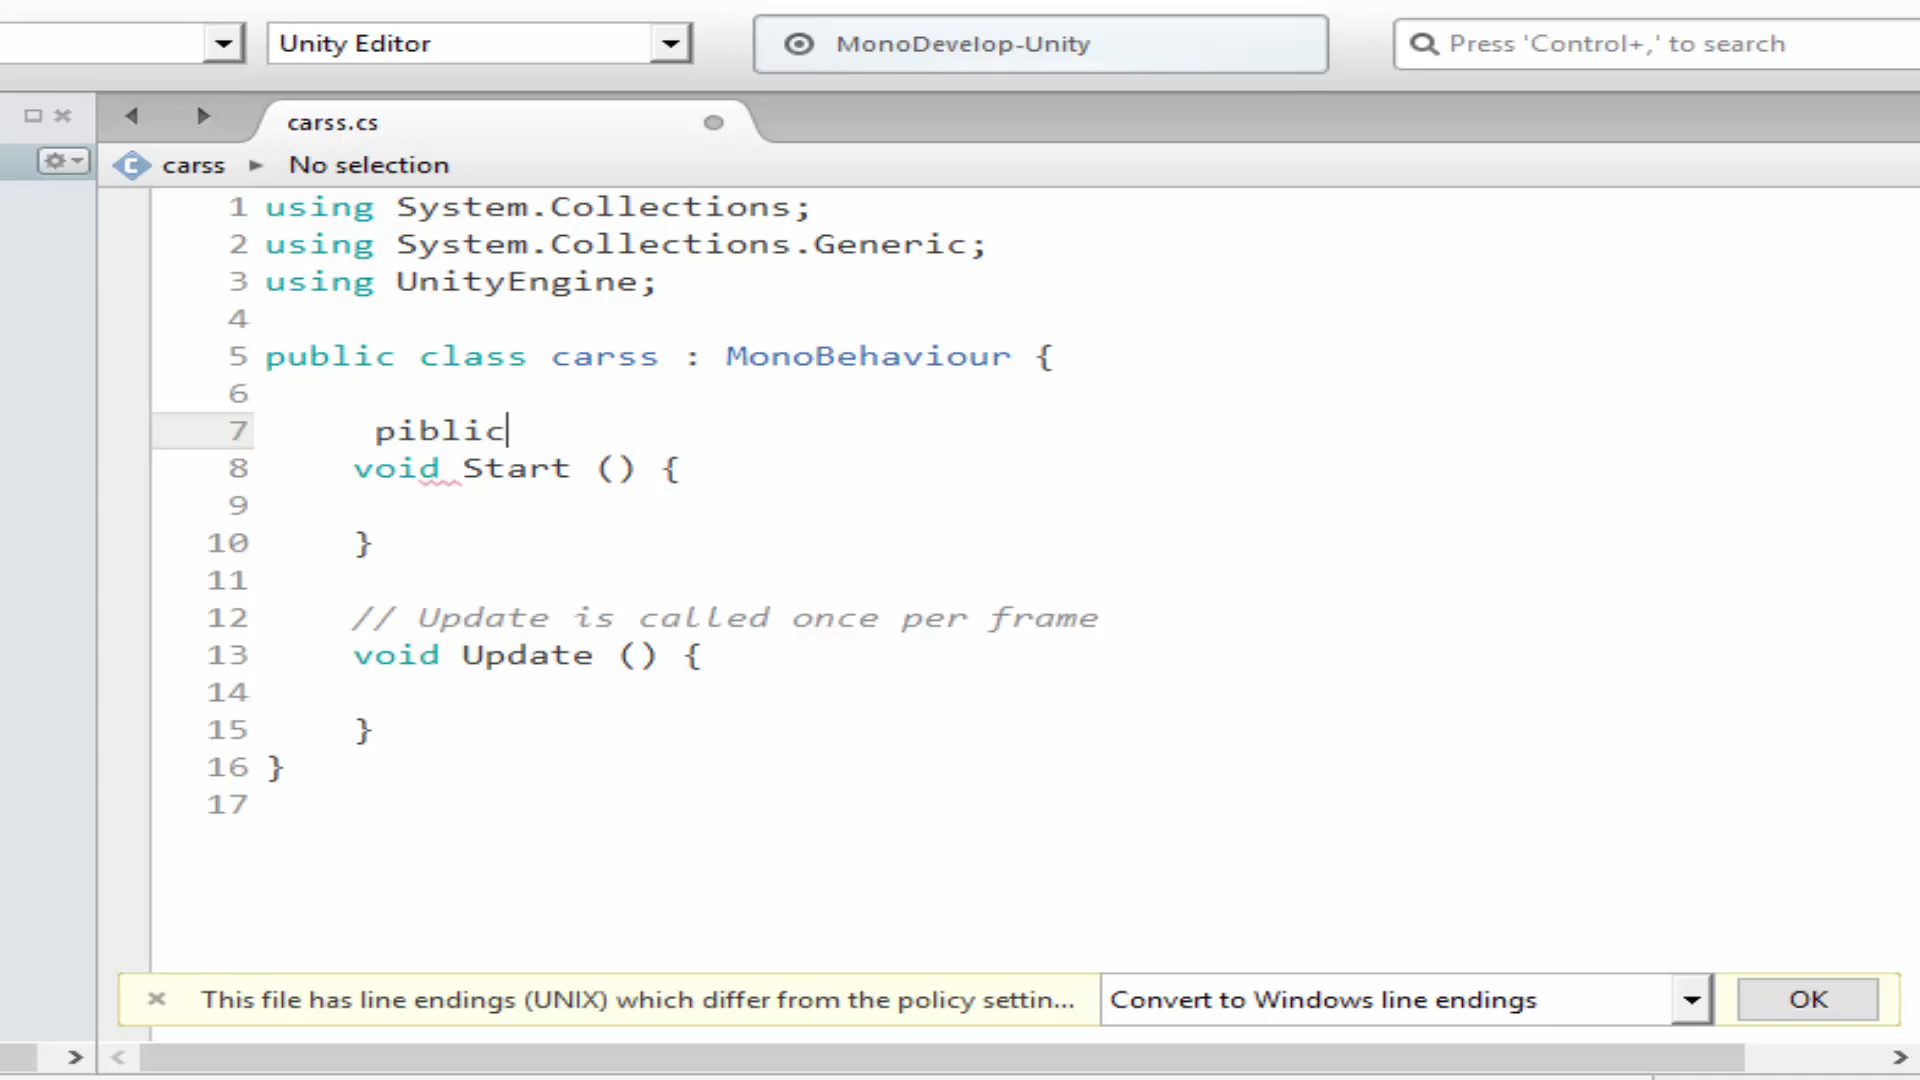 Unity Editor
MonoDevelop-Unity
Press 'Control+,' to search
carss.cs
carss
No selection
1 using System.Collections;
2 using System.Collections.Generic;
3 using UnityEngine;
4
5 public class carss : MonoBehaviour {
6
7 piblic
8 void Start () {
9
10 }
11
12 // Update is called once per frame
13 void Update () {
14
15 }
16 }
17
This file has line endings (UNIX) which differ from the policy settin...
Convert to Windows line endings
OK